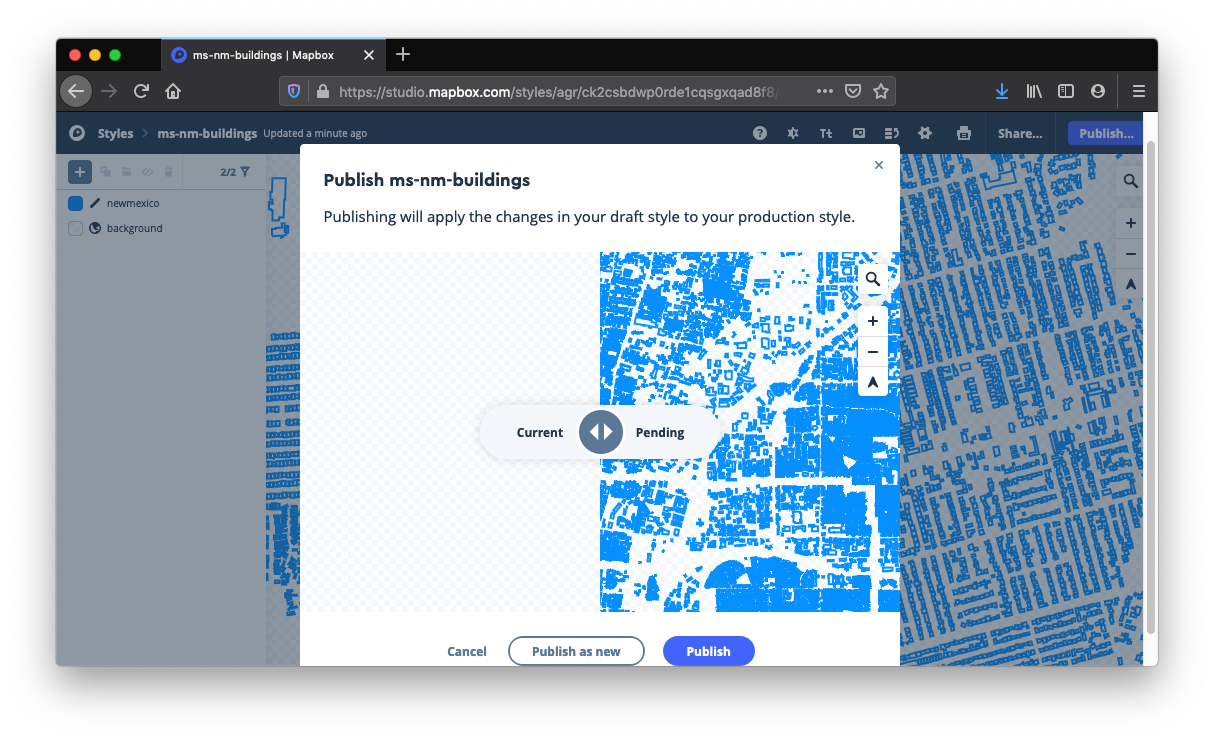 ms-nm-buildings | Mapbox
https://studio.mapbox.com/styles/agr/ck2csbdwp0rde1cqsgxqad8f8/
Styles > ms-nm-buildings Updated a minute ago
? Tt Share... Publish...
2/2
newmexico
background
Publish ms-nm-buildings
Publishing will apply the changes in your draft style to your production style.
Current Pending
Cancel Publish as new Publish